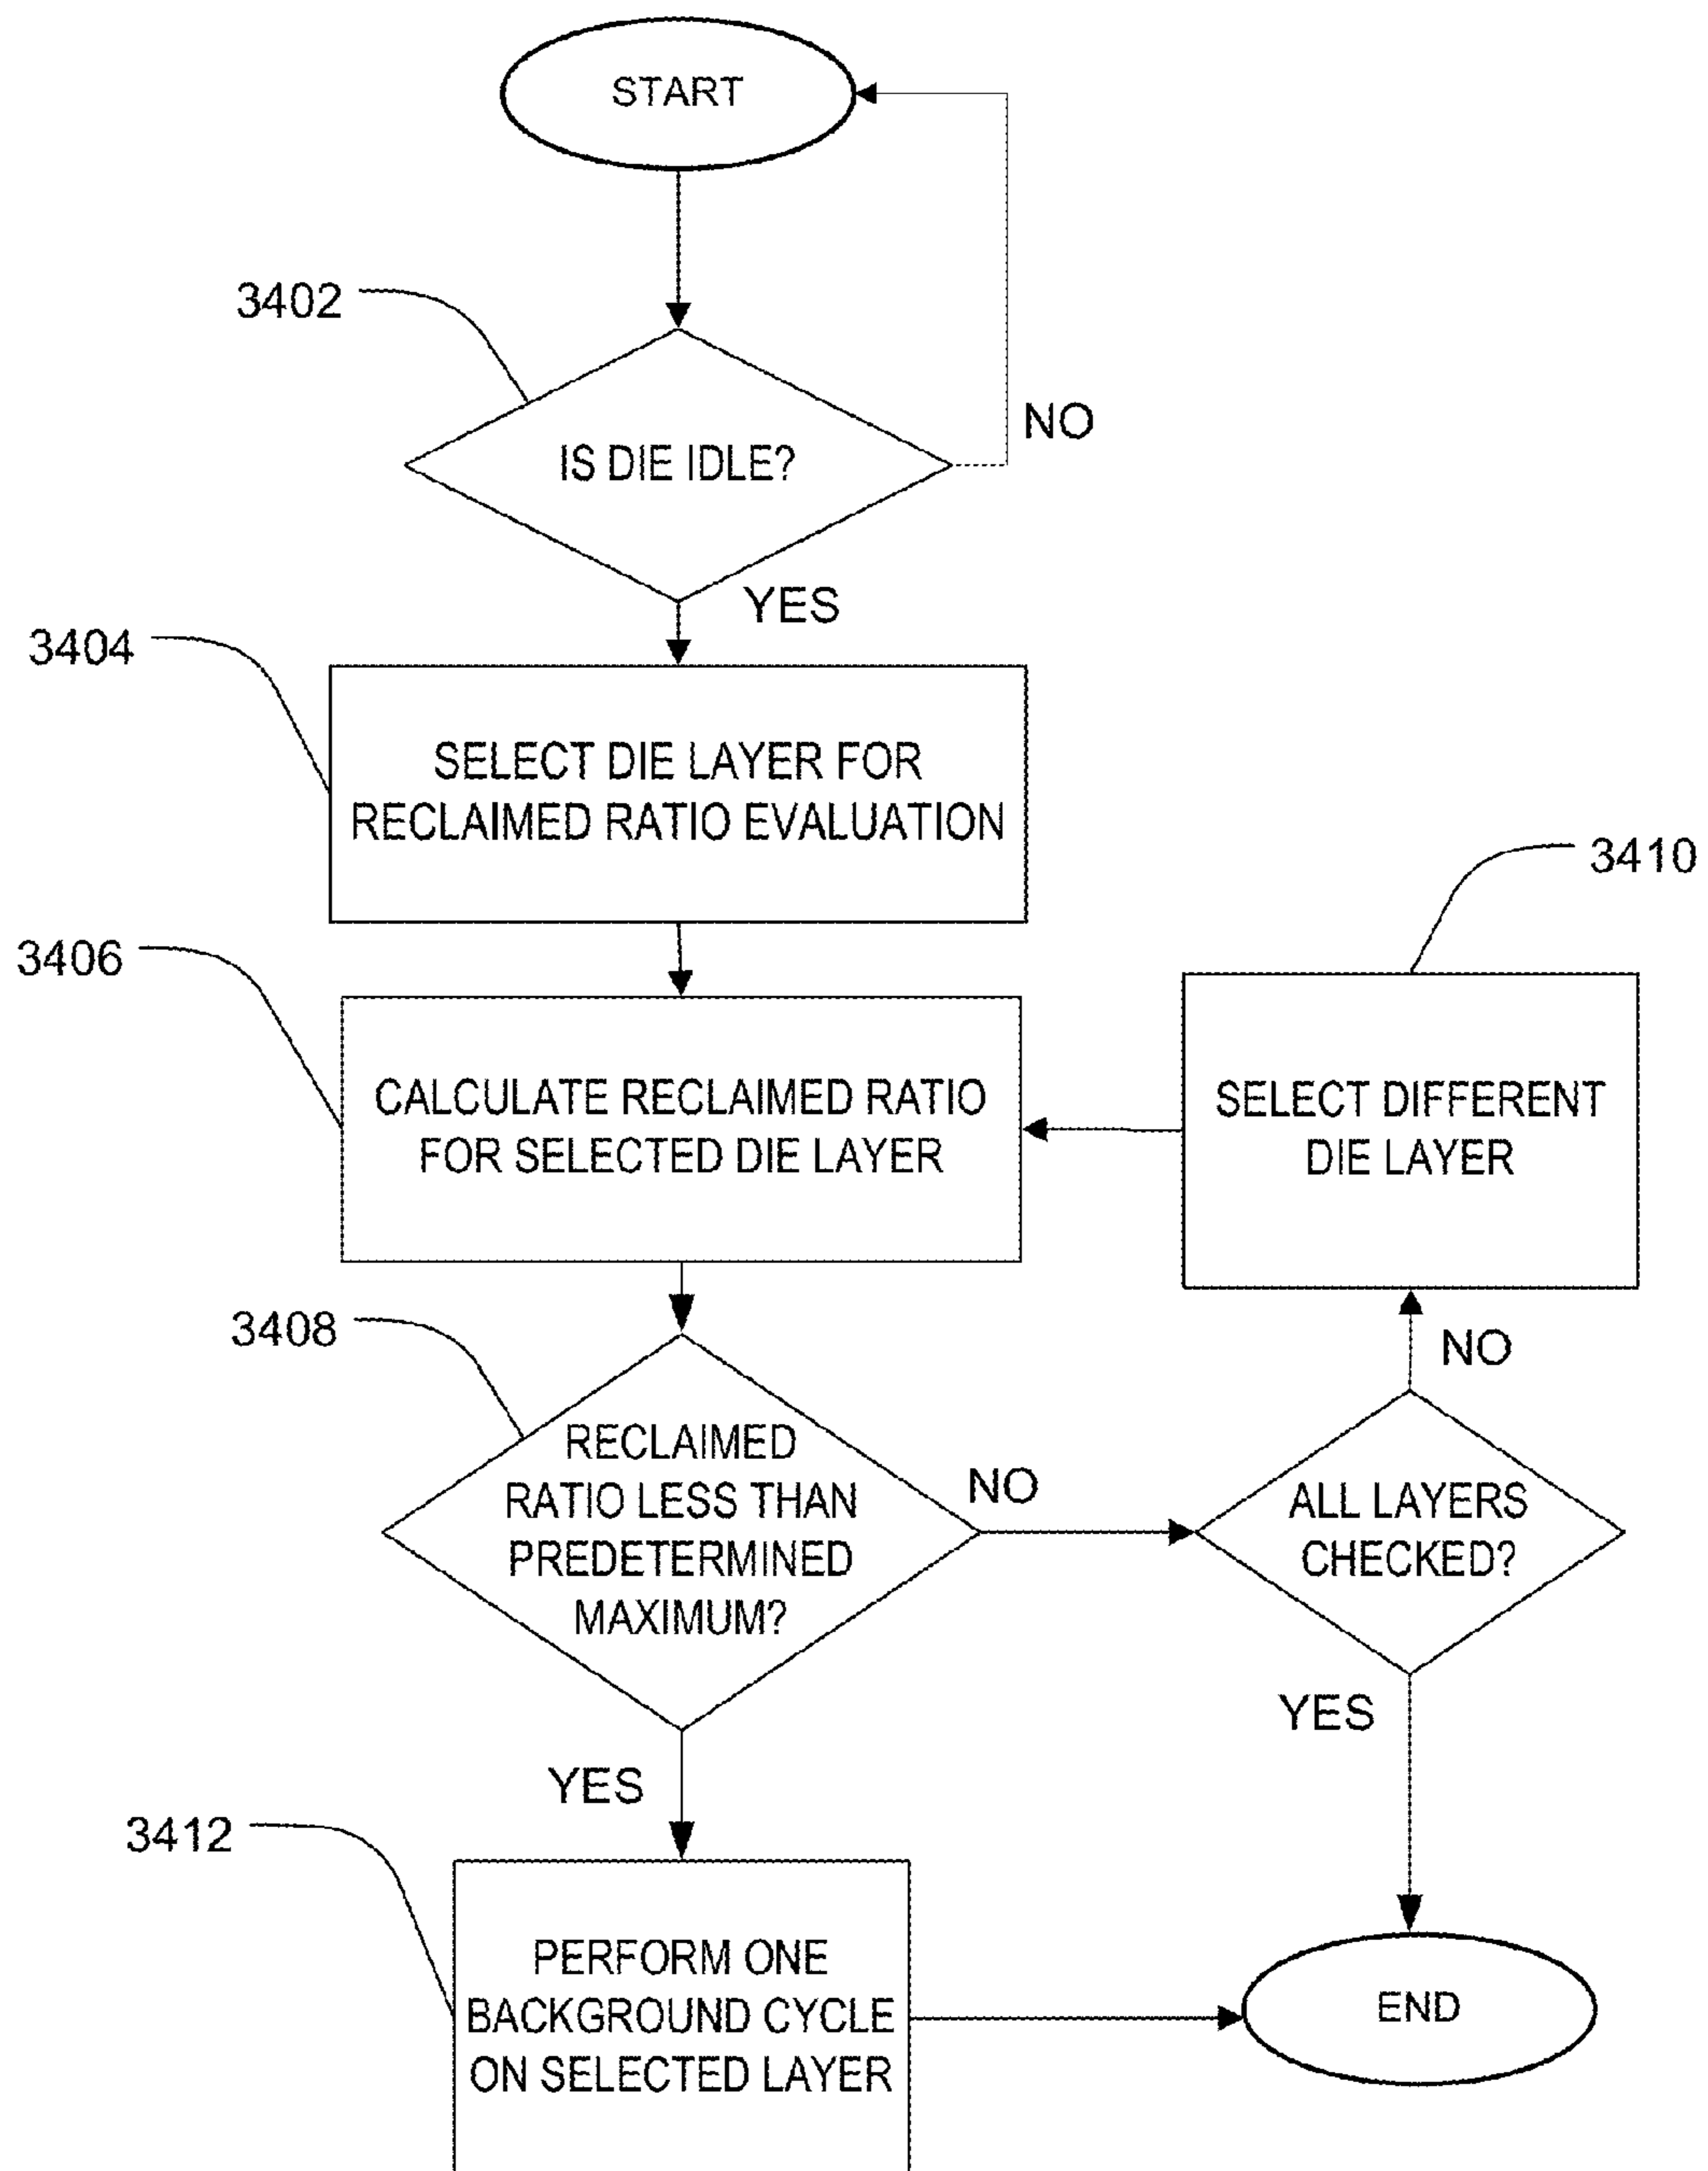 START
3402
IS DIE IDLE?
NO
YES
3404
SELECT DIE LAYER FOR
RECLAIMED RATIO EVALUATION
3410
3406
CALCULATE RECLAIMED RATIO
FOR SELECTED DIE LAYER
SELECT DIFFERENT
DIE LAYER
3408
NO
RECLAIMED
RATIO LESS THAN
PREDETERMINED
MAXIMUM?
NO
ALL LAYERS
CHECKED?
YES
YES
3412
PERFORM ONE
BACKGROUND CYCLE
ON SELECTED LAYER
END